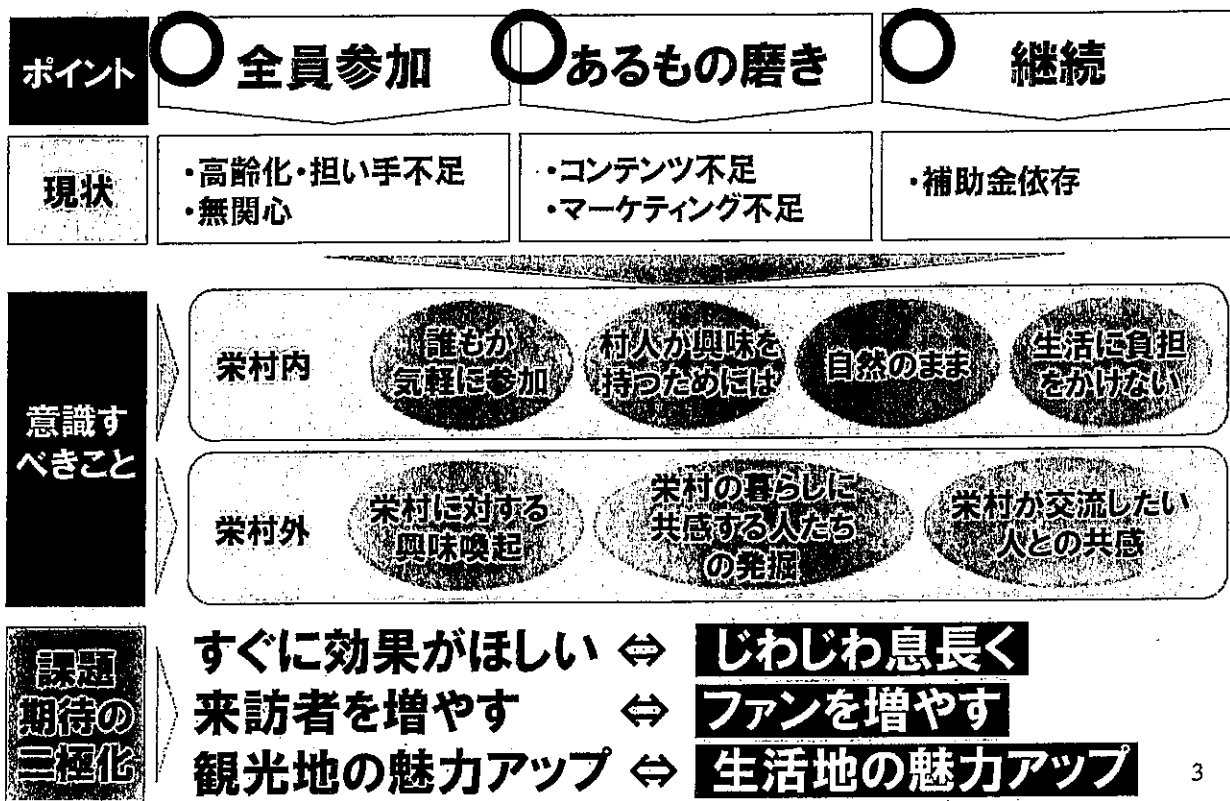 ポイント
全員参加
あるもの磨き
継続
現状
・高齢化・担い手不足
・無関心
・コンテンツ不足
・マーケティング不足
・補助金依存
意識す
べきこと
栄村内
誰もが
気軽に参加
村人が興味を
持つためには
自然のまま
生活に負担
をかけない
栄村外
栄村に対する
興味喚起
栄村の暮らしに
共感する人たち
の発掘
栄村が交流したい
人との共感
課題
期待の
二極化
すぐに効果がほしい ⇔ じわじわ息長く
来訪者を増やす ⇔ ファンを増やす
観光地の魅力アップ ⇔ 生活地の魅力アップ
3